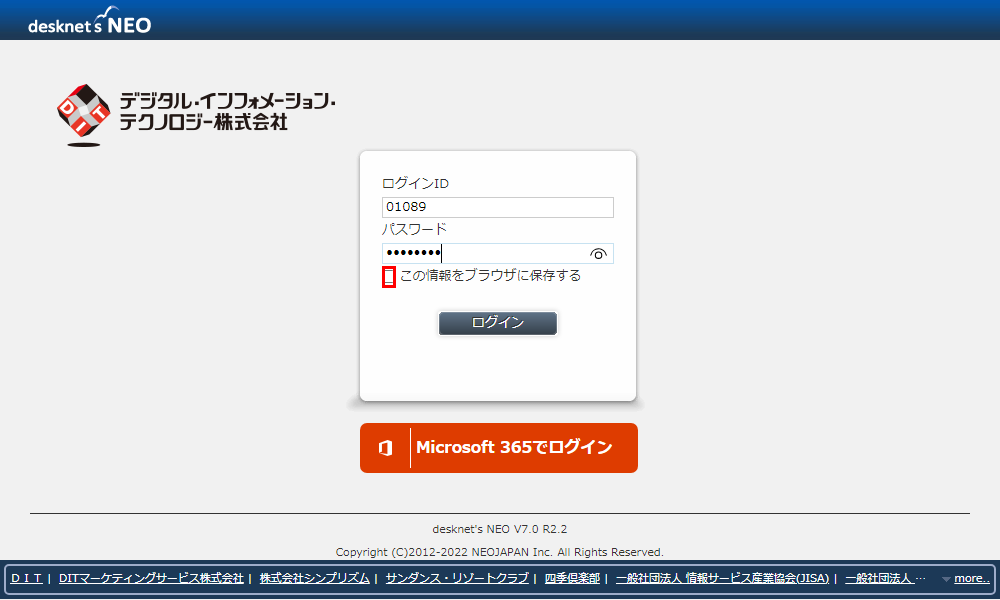 desknet's NEO
DIT
デジタル・インフォメーション・
テクノロジー株式会社
ログインID
01089
パスワード
••••••••
この情報をブラウザに保存する
ログイン
Microsoft 365でログイン
desknet's NEO V7.0 R2.2
Copyright (C)2012-2022 NEOJAPAN Inc. All Rights Reserved.
ＤＩＴ | DITマーケティングサービス株式会社 | 株式会社シンプリズム | サンダンス・リゾートクラブ | 四季倶楽部 | 一般社団法人 情報サービス産業協会(JISA) | 一般社団法人 … more..